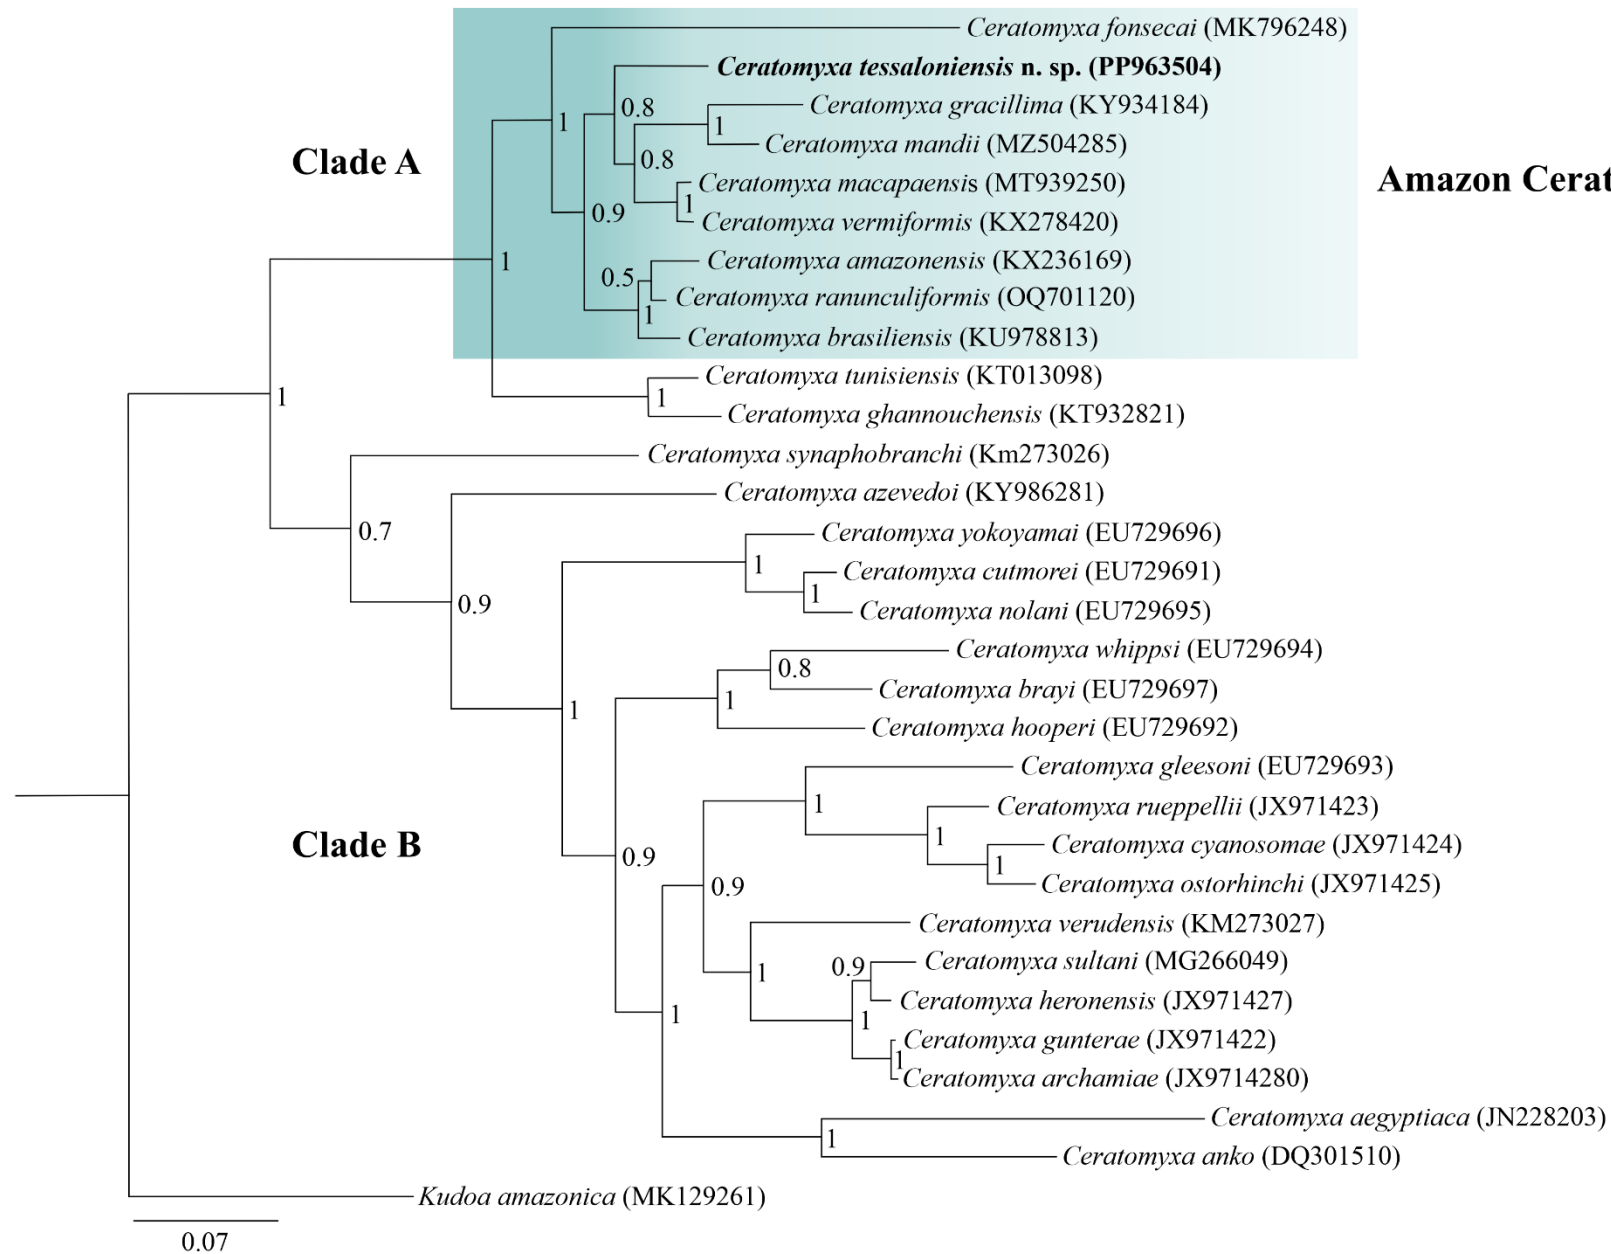 Ceratomyxa fonsecai (MK796248)
Ceratomyxa tessaloniensis n. sp. (PP963504)
0.8
Ceratomyxa gracillima (KY934184)
1
1
Ceratomyxa mandii (MZ504285)
0.8
Clade A
Amazon Cerat
Ceratomyxa macapaensis (MT939250)
1
0.9
Ceratomyxa vermiformis (KX278420)
1
Ceratomyxa amazonensis (KX236169)
0.5
Ceratomyxa ranunculiformis (OQ701120)
1
Ceratomyxa brasiliensis (KU978813)
Ceratomyxa tunisiensis (KT013098)
1
1
Ceratomyxa ghannouchensis (KT932821)
Ceratomyxa synaphobranchi (Km273026)
Ceratomyxa azevedoi (KY986281)
0.7
Ceratomyxa yokoyamai (EU729696)
1
Ceratomyxa cutmorei (EU729691)
1
0.9
Ceratomyxa nolani (EU729695)
Ceratomyxa whippsi (EU729694)
0.8
Ceratomyxa brayi (EU729697)
1
1
Ceratomyxa hooperi (EU729692)
Ceratomyxa gleesoni (EU729693)
1
Ceratomyxa rueppellii (JX971423)
1
Clade B
Ceratomyxa cyanosomae (JX971424)
0.9
1
Ceratomyxa ostorhinchi (JX971425)
0.9
Ceratomyxa verudensis (KM273027)
Ceratomyxa sultani (MG266049)
0.9
1
Ceratomyxa heronensis (JX971427)
1
1
Ceratomyxa gunterae (JX971422)
1
Ceratomyxa archamiae (JX9714280)
Ceratomyxa aegyptiaca (JN228203)
1
Ceratomyxa anko (DQ301510)
Kudoa amazonica (MK129261)
0.07